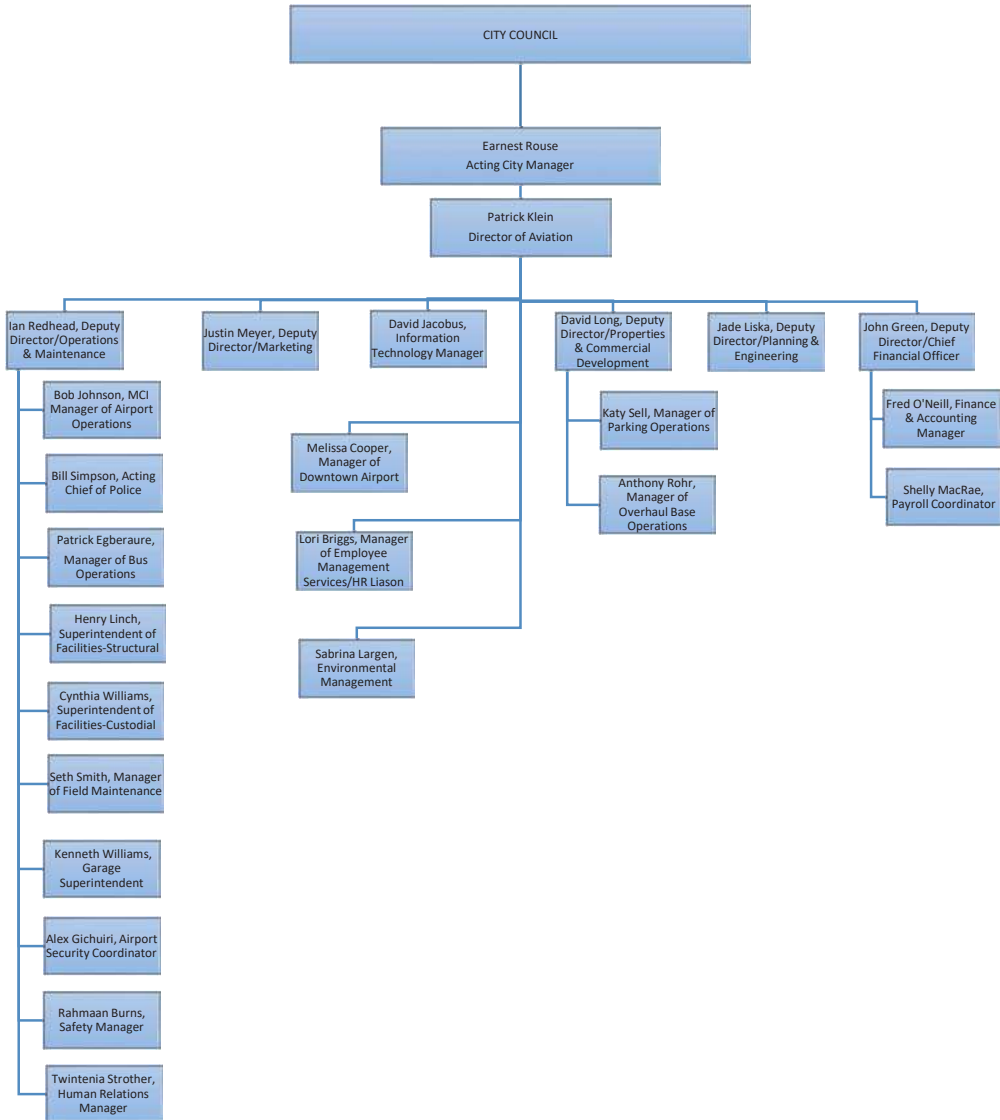 CITY COUNCIL
Earnest Rouse
Acting City Manager
Patrick Klein
Director of Aviation
Ian Redhead, Deputy
Director/Operations
& Maintenance
Justin Meyer, Deputy
Director/Marketing
David Jacobus,
Information
Technology Manager
David Long, Deputy
Director/Properties
& Commercial
Development
Jade Liska, Deputy
Director/Planning &
Engineering
John Green, Deputy
Director/Chief
Financial Officer
Bob Johnson, MCI
Manager of Airport
Operations
Bill Simpson, Acting
Chief of Police
Patrick Egberaure,
Manager of Bus
Operations
Henry Linch,
Superintendent of
Facilities-Structural
Cynthia Williams,
Superintendent of
Facilities-Custodial
Seth Smith, Manager
of Field Maintenance
Kenneth Williams,
Garage
Superintendent
Alex Gichuiri, Airport
Security Coordinator
Rahmaan Burns,
Safety Manager
Twintenia Strother,
Human Relations
Manager
Melissa Cooper,
Manager of
Downtown Airport
Lori Briggs, Manager
of Employee
Management
Services/HR Liason
Sabrina Largen,
Environmental
Management
Katy Sell, Manager of
Parking Operations
Anthony Rohr,
Manager of
Overhaul Base
Operations
Fred O'Neill, Finance
& Accounting
Manager
Shelly MacRae,
Payroll Coordinator